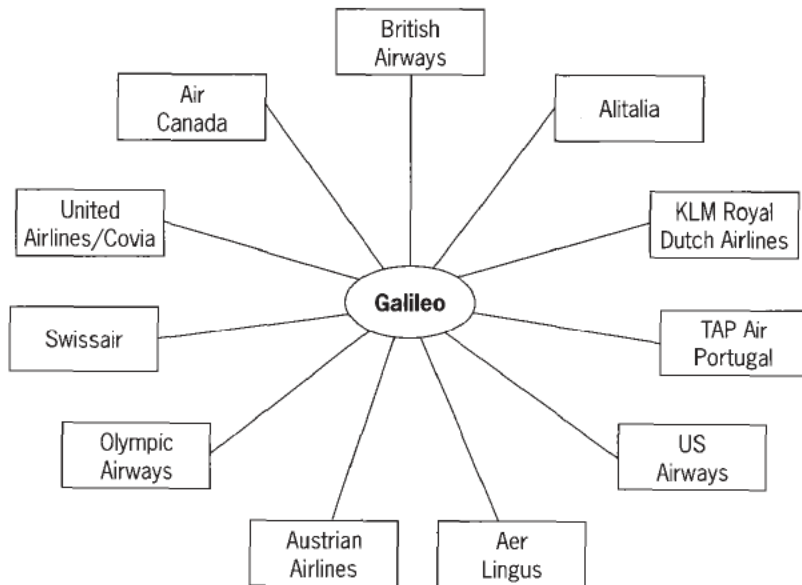 British
Airways
Air
Canada
Alitalia
United
Airlines/Covia
KLM Royal
Dutch Airlines
Galileo
Swissair
TAP Air
Portugal
Olympic
Airways
US
Airways
Austrian
Airlines
Aer
Lingus